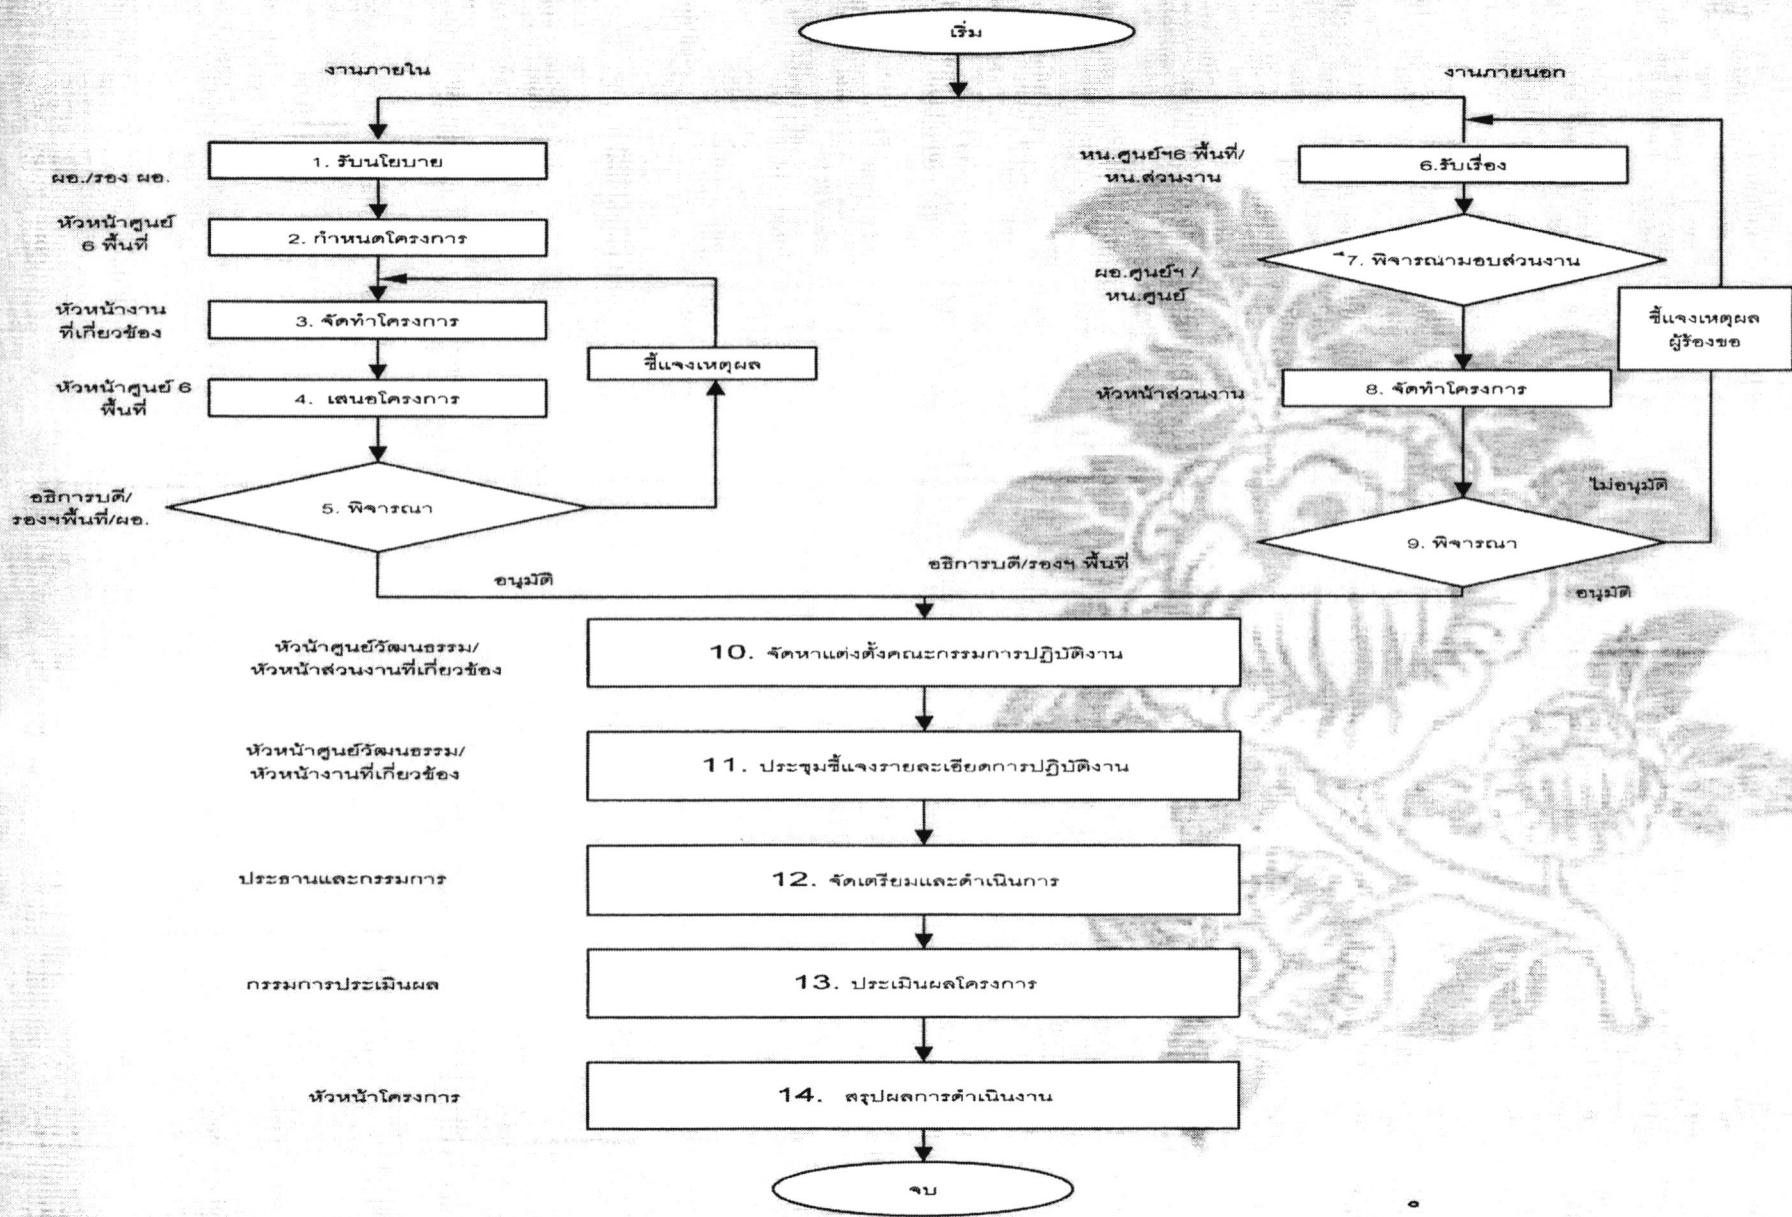 เริ่ม
งานภายใน
งานภายนอก
ผอ./รอง ผอ.
1. รับนโยบาย
หัวหน้าศูนย์
6 พื้นที่
2. กำหนดโครงการ
หัวหน้างาน
ที่เกี่ยวข้อง
3. จัดทำโครงการ
ชี้แจงเหตุผล
หัวหน้าศูนย์ 6
พื้นที่
4. เสนอโครงการ
อธิการบดี/
รองฯพื้นที่/ผอ.
5. พิจารณา
อนุมัติ
หน.ศูนย์ฯ6 พื้นที่/
หน.ส่วนงาน
6.รับเรื่อง
ผอ.ศูนย์ฯ /
หน.ศูนย์
7. พิจารณามอบส่วนงาน
ชี้แจงเหตุผล
ผู้ร้องขอ
หัวหน้าส่วนงาน
8. จัดทำโครงการ
ไม่อนุมัติ
9. พิจารณา
อธิการบดี/รองฯ พื้นที่
อนุมัติ
หัวน้าศูนย์วัฒนธรรม/
หัวหน้าส่วนงานที่เกี่ยวข้อง
10. จัดหาแต่งตั้งคณะกรรมการปฏิบัติงาน
หัวหน้าศูนย์วัฒนธรรม/
หัวหน้างานที่เกี่ยวข้อง
11. ประชุมชี้แจงรายละเอียดการปฏิบัติงาน
ประธานและกรรมการ
12. จัดเตรียมและดำเนินการ
กรรมการประเมินผล
13. ประเมินผลโครงการ
หัวหน้าโครงการ
14. สรุปผลการดำเนินงาน
จบ